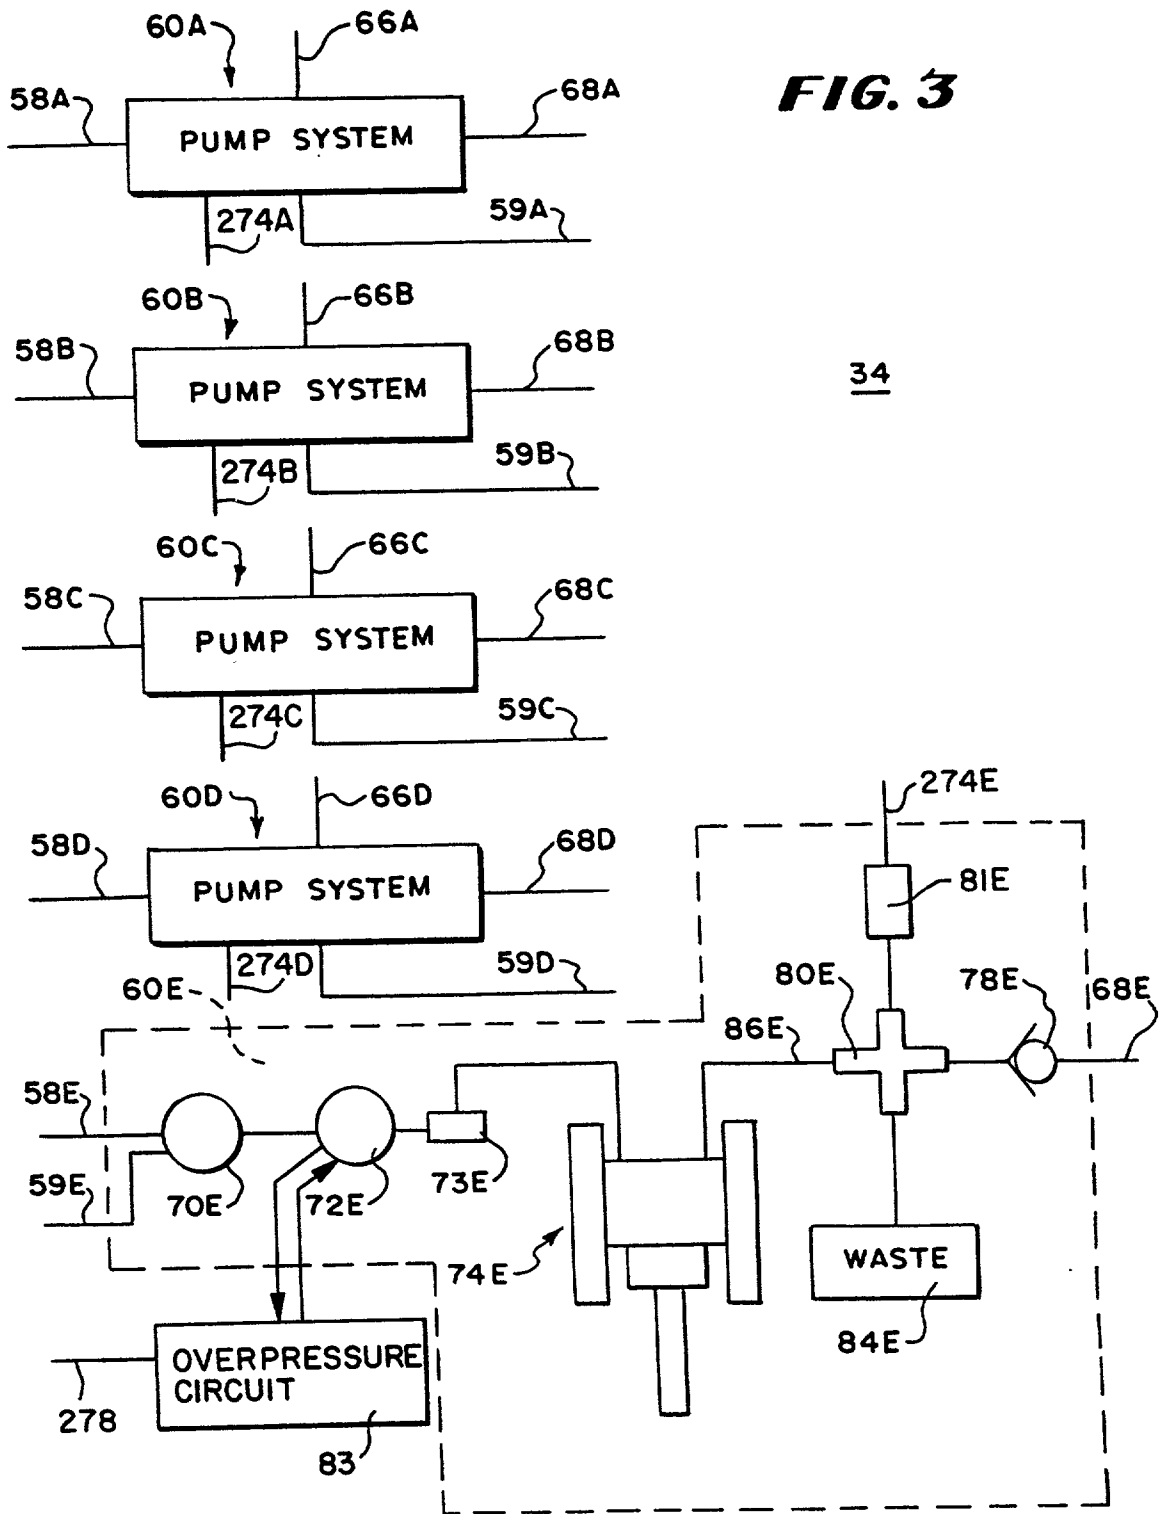 60A
66A
FIG. 3
58A
68A
PUMP SYSTEM
274A
59A
60B
66B
58B
68B
34
PUMP SYSTEM
274B
59B
60C
66C
58C
68C
PUMP SYSTEM
274C
59C
60D
66D
274E
58D
68D
PUMP SYSTEM
81E
274D
59D
60E
80E
78E
68E
86E
58E
59E
70E
72E
73E
74E
WASTE
84E
OVERPRESSURE
CIRCUIT
278
83